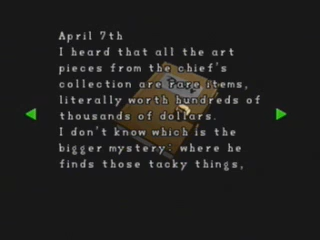 April 7th
I heard that all the art
pieces from the chief's
collection are rare items,
literally worth hundreds of
thousands of dollars.
I don't know which is the
bigger mystery: where he
finds those tacky things,